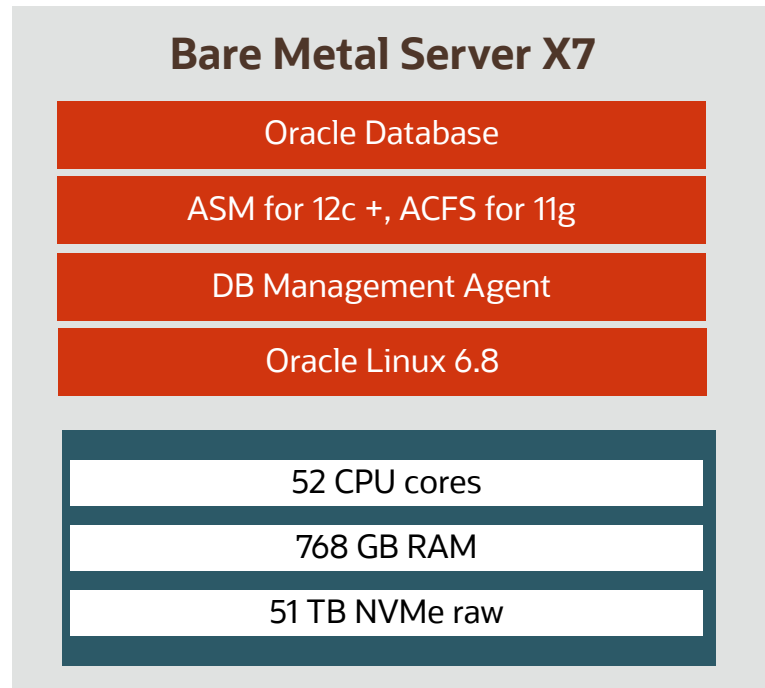 Bare Metal Server X7
Oracle Database
ASM for 12c +, ACFS for 11g
DB Management Agent
Oracle Linux 6.8
52 CPU cores
768 GB RAM
51 TB NVMe raw